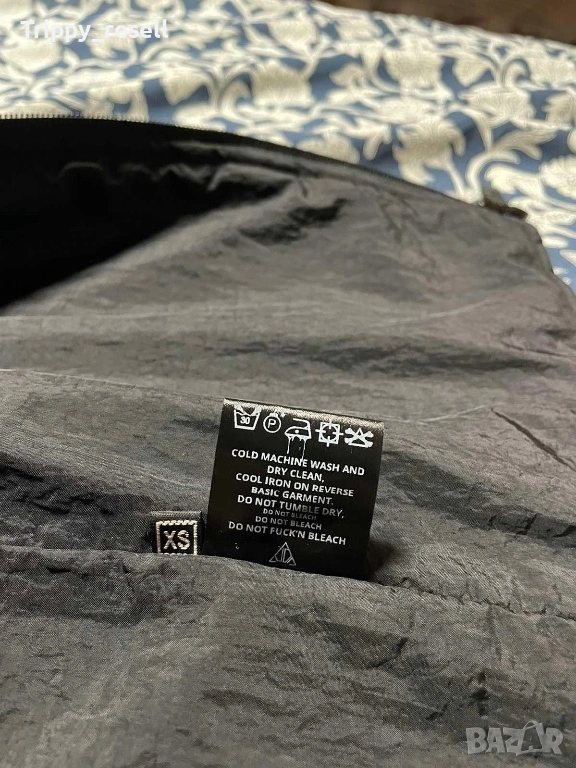 Trippy_resell
30
P
COLD MACHINE WASH AND
DRY CLEAN,
COOL IRON ON REVERSE
BASIC GARMENT.
DO NOT TUMBLE DRY.
DO NOT BLEACH
DO NOT BLEACH
DO NOT FUCK'N BLEACH
XS
BAZAR